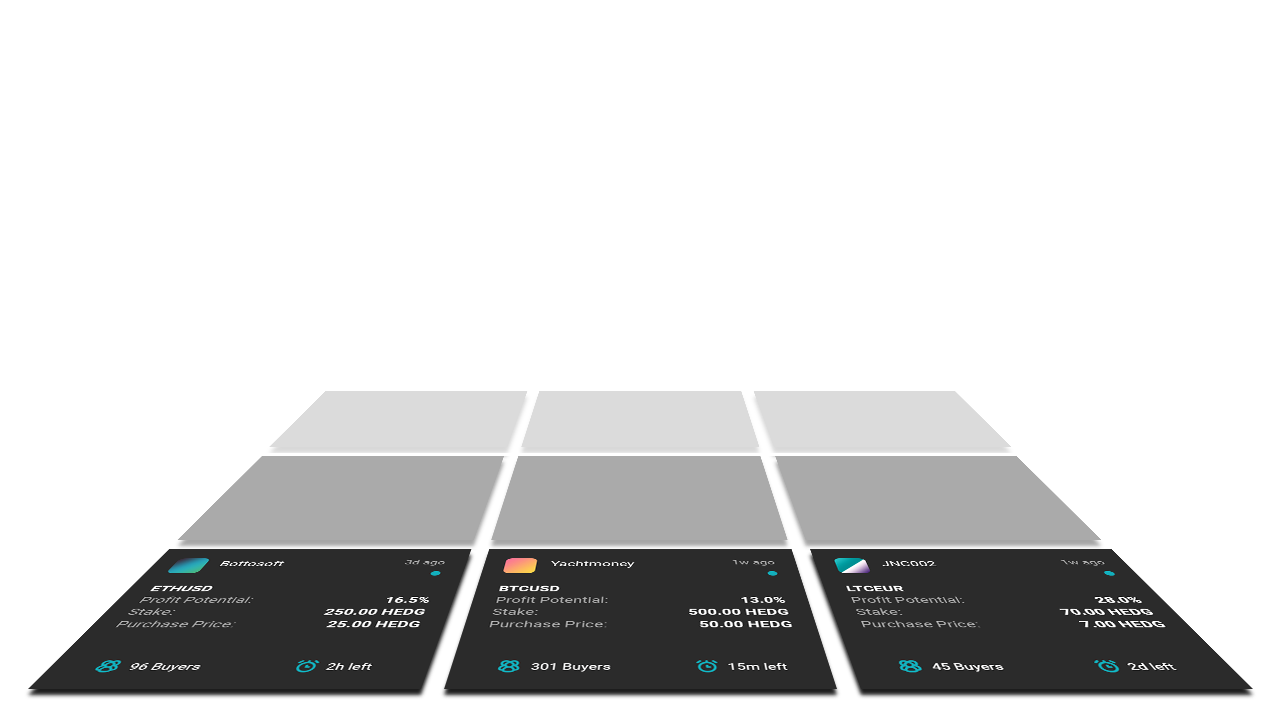 Bottosoft 3d ago
ETHUSD
Profit Potential: 16.5%
Stake: 250.00 HEDG
Purchase Price: 25.00 HEDG
96 Buyers 2h left
Yachtmoney 1w ago
BTCUSD
Profit Potential: 13.0%
Stake: 500.00 HEDG
Purchase Price: 50.00 HEDG
301 Buyers 15m left
JNC002 1w ago
LTCEUR
Profit Potential: 28.0%
Stake: 70.00 HEDG
Purchase Price: 7.00 HEDG
45 Buyers 2d left